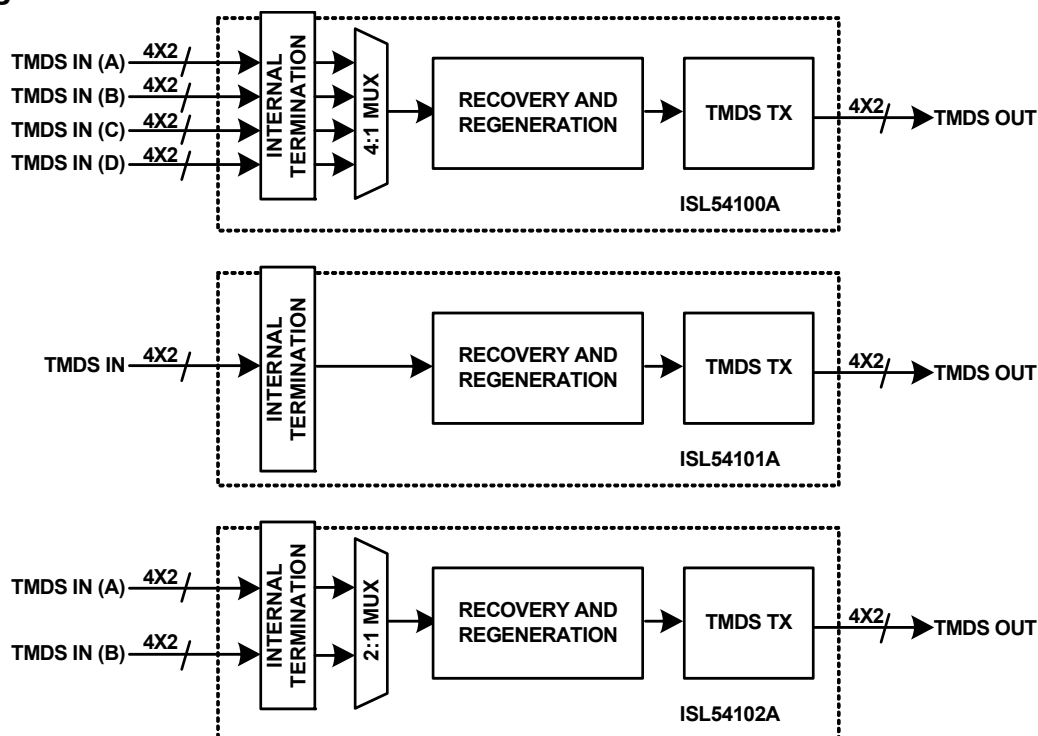 TMDS IN (A)
4X2
TMDS IN (B)
4X2
TMDS IN (C)
4X2
TMDS IN (D)
4X2
INTERNAL
TERMINATION
4:1 MUX
RECOVERY AND
REGENERATION
TMDS TX
4X2
TMDS OUT
ISL54100A
TMDS IN
4X2
INTERNAL
TERMINATION
RECOVERY AND
REGENERATION
TMDS TX
4X2
TMDS OUT
ISL54101A
TMDS IN (A)
4X2
TMDS IN (B)
4X2
INTERNAL
TERMINATION
2:1 MUX
RECOVERY AND
REGENERATION
TMDS TX
4X2
TMDS OUT
ISL54102A